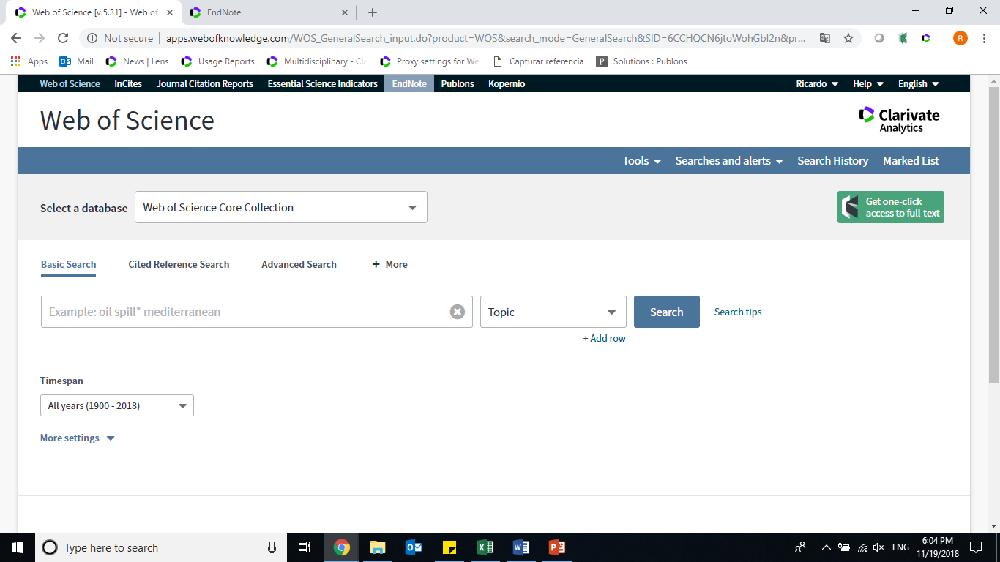 Web of Science [v.5.31] - Web of
EndNote
Not secure
apps.webofknowledge.com/WOS_GeneralSearch_input.do?product=WOS&search_mode=GeneralSearch&SID=6CCHQCN6jtoWohGbI2n&pr...
R
Apps
Mail
News | Lens
Usage Reports
Multidisciplinary - Cl
Proxy settings for We
Capturar referencia
P
Solutions : Publons
Web of Science InCites Journal Citation Reports Essential Science Indicators EndNote Publons Kopernio Ricardo Help English
Web of Science
Clarivate
Analytics
Tools Searches and alerts Search History Marked List
Select a database Web of Science Core Collection
Get one-click
access to full-text
Basic Search Cited Reference Search Advanced Search + More
Example: oil spill* mediterranean Topic Search Search tips
+ Add row
Timespan
All years (1900 - 2018)
More settings
Type here to search
ENG
6:04 PM
11/19/2018